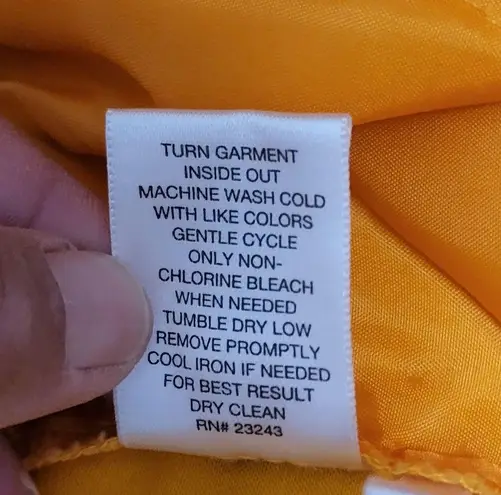 TURN GARMENT
INSIDE OUT
MACHINE WASH COLD
WITH LIKE COLORS
GENTLE CYCLE
ONLY NON-
CHLORINE BLEACH
WHEN NEEDED
TUMBLE DRY LOW
REMOVE PROMPTLY
COOL IRON IF NEEDED
FOR BEST RESULT
DRY CLEAN
RN# 23243